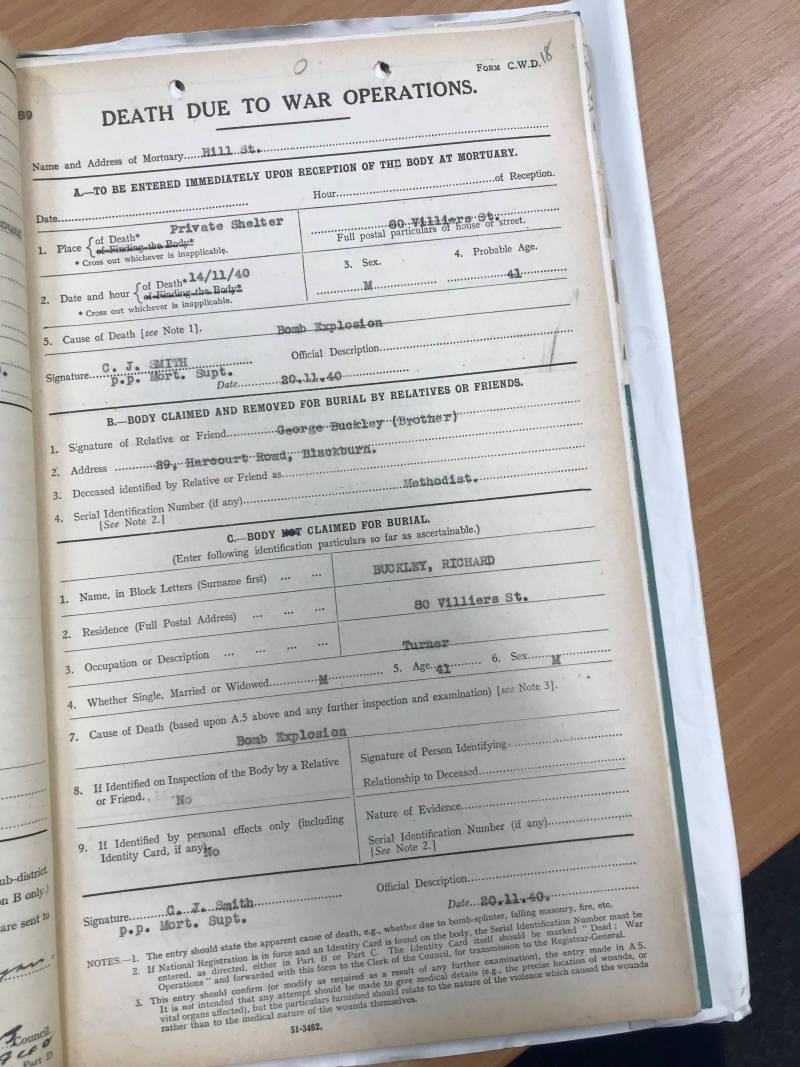 FORM C.W.D. 18
89
DEATH DUE TO WAR OPERATIONS.
Name and Address of Mortuary.....Hill St.
A.—TO BE ENTERED IMMEDIATELY UPON RECEPTION OF THE BODY AT MORTUARY.
Date.......... Hour..........of Reception.
1. Place {of Death* Private Shelter
of Finding the Body*
* Cross out whichever is inapplicable.
80 Villiers St.
Full postal particulars of house or street.
2. Date and hour {of Death* 14/11/40
of Finding the Body*
* Cross out whichever is inapplicable.
3. Sex. 4. Probable Age.
M 41
5. Cause of Death [see Note 1]. Bomb Explosion
Signature...C. J. SMITH Official Description..........
p.p. Mort. Supt. Date..........20.11.40
B.—BODY CLAIMED AND REMOVED FOR BURIAL BY RELATIVES OR FRIENDS.
1. Signature of Relative or Friend..........George Buckley (Brother)
2. Address ..........29, Harcourt Road, Blackburn.
3. Deceased identified by Relative or Friend as..........
4. Serial Identification Number (if any)..........Methodist.
[See Note 2.]
C.—BODY NOT CLAIMED FOR BURIAL.
(Enter following identification particulars so far as ascertainable.)
1. Name, in Block Letters (Surname first) ... ... BUCKLEY, RICHARD
2. Residence (Full Postal Address) ... ... ... 80 Villiers St.
3. Occupation or Description ... ... ... ... Turner
4. Whether Single, Married or Widowed..........M.......... 5. Age..41.......... 6. Sex..........M
7. Cause of Death (based upon A.5 above and any further inspection and examination) [see Note 3].
Bomb Explosion
8. If Identified on Inspection of the Body by a Relative
or Friend. No
Signature of Person Identifying..........
Relationship to Deceased..........
9. If Identified by personal effects only (including
Identity Card, if any) No
Nature of Evidence..........
Serial Identification Number (if any)..........
[See Note 2.]
Signature..........C. J. Smith Official Description..........
p.p. Mort. Supt. Date...20.11.40.
NOTES.—1. The entry should state the apparent cause of death, e.g., whether due to bomb-splinter, falling masonry, fire, etc.
2. If National Registration is in force and an Identity Card is found on the body, the Serial Identification Number must be
entered, as directed, either in Part B or Part C. The Identity Card itself should be marked "Dead; War
Operations" and forwarded with this form to the Clerk of the Council, for transmission to the Registrar-General.
3. This entry should confirm (or modify as required as a result of any further examination), the entry made in A 5.
It is not intended that any attempt should be made to give medical details (e.g., the precise location of wounds, or
vital organs affected), but the particulars furnished should relate to the nature of the violence which caused the wounds
rather than to the medical nature of the wounds themselves.
51-3462.
ub-district.
n B only.)
are sent to
Council.
Part D